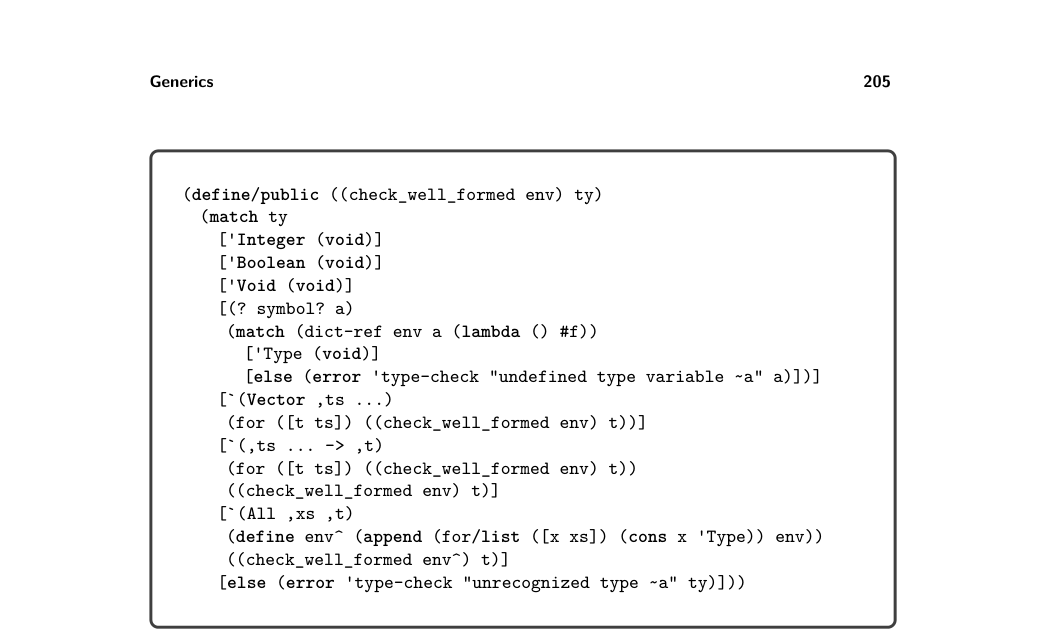 Generics 205
(define/public ((check_well_formed env) ty)
  (match ty
    ['Integer (void)]
    ['Boolean (void)]
    ['Void (void)]
    [(? symbol? a)
     (match (dict-ref env a (lambda () #f))
       ['Type (void)]
       [else (error 'type-check "undefined type variable ~a" a)])]
    [`(Vector ,ts ...)
     (for ([t ts]) ((check_well_formed env) t))]
    [`(,ts ... -> ,t)
     (for ([t ts]) ((check_well_formed env) t))
     ((check_well_formed env) t)]
    [`(All ,xs ,t)
     (define env^ (append (for/list ([x xs]) (cons x 'Type)) env))
     ((check_well_formed env^) t)]
    [else (error 'type-check "unrecognized type ~a" ty)]))